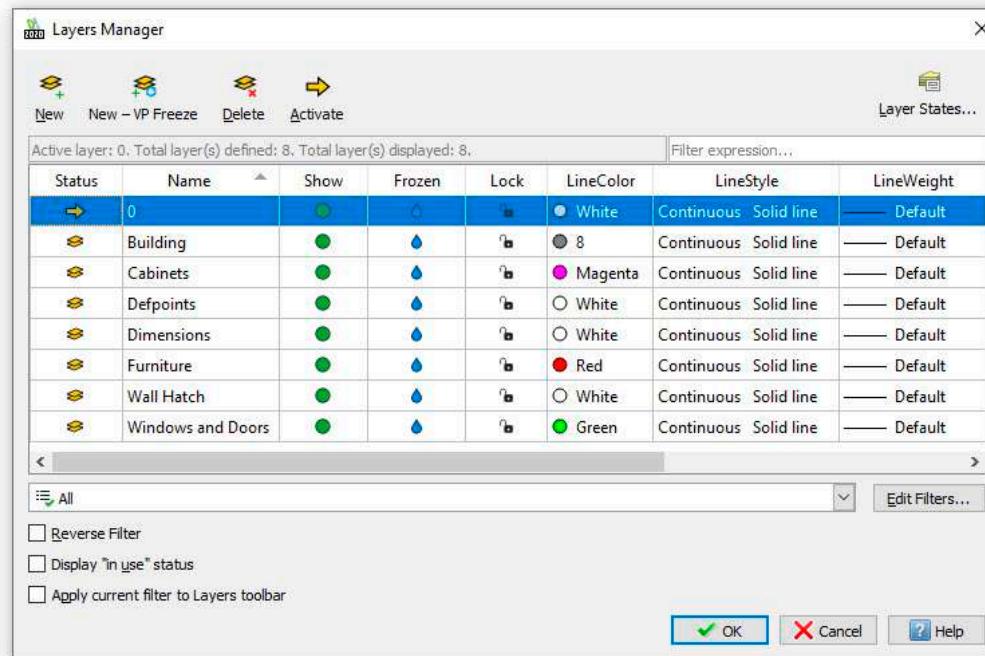 2020 Layers Manager
New New – VP Freeze Delete Activate Layer States...
Active layer: 0. Total layer(s) defined: 8. Total layer(s) displayed: 8. Filter expression...
Status Name Show Frozen Lock LineColor LineStyle LineWeight
0 White Continuous Solid line Default
Building 8 Continuous Solid line Default
Cabinets Magenta Continuous Solid line Default
Defpoints White Continuous Solid line Default
Dimensions White Continuous Solid line Default
Furniture Red Continuous Solid line Default
Wall Hatch White Continuous Solid line Default
Windows and Doors Green Continuous Solid line Default
All Edit Filters...
Reverse Filter
Display "in use" status
Apply current filter to Layers toolbar
OK Cancel Help